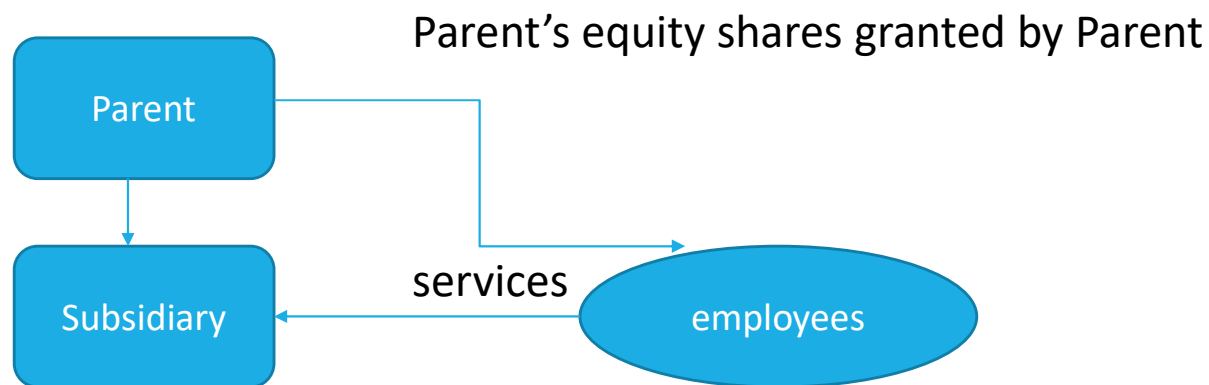 Parent’s equity shares granted by Parent
Parent
services
Subsidiary
employees